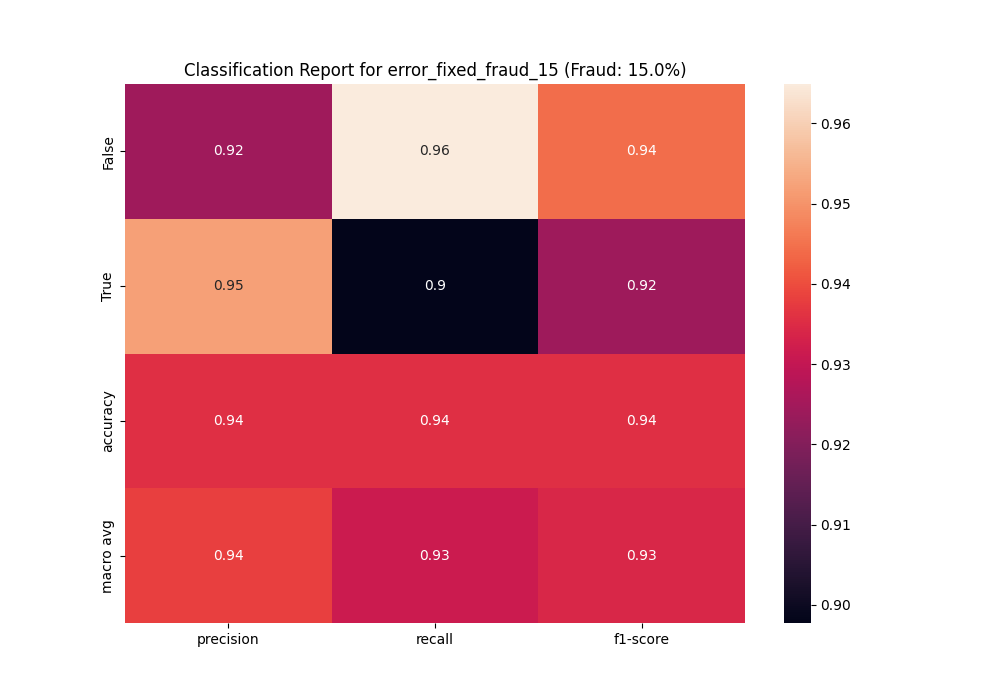 Classification Report for error_fixed_fraud_15 (Fraud: 15.0%)
False 0.92 0.96 0.94
True 0.95 0.9 0.92
accuracy 0.94 0.94 0.94
macro avg 0.94 0.93 0.93
precision recall f1-score
0.96
0.95
0.94
0.93
0.92
0.91
0.90